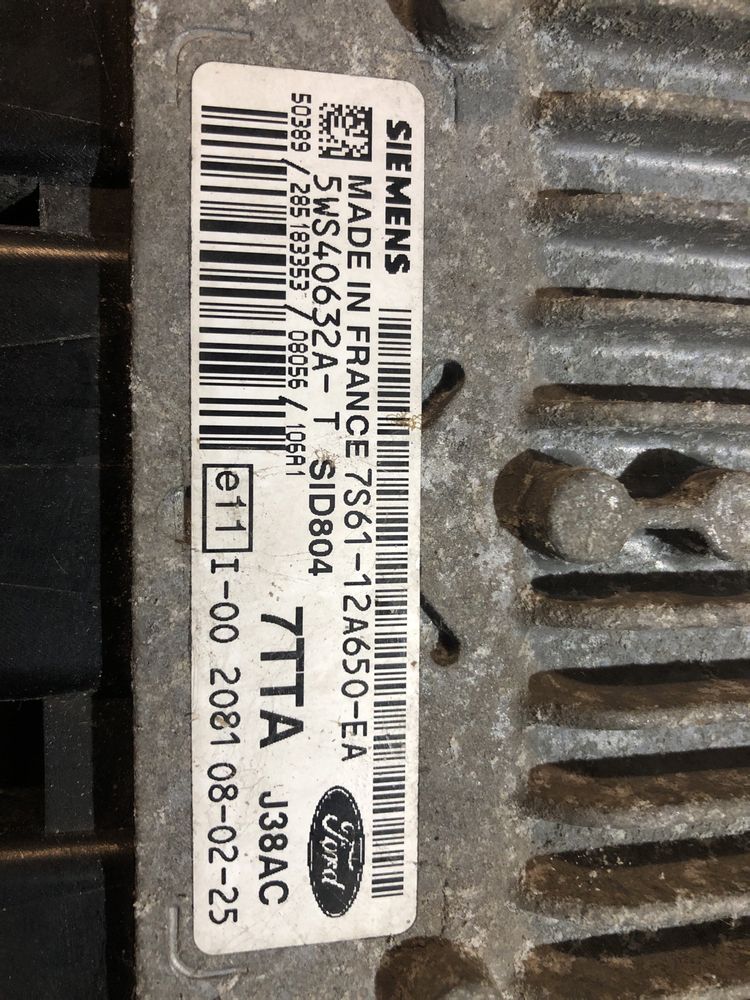 SIEMENS
MADE IN FRANCE 7S61-12A650-EA
5WS40632A-T SID804
50389 / 285183353 / 08056 / 106A1
7TTA J38AC
Ford
e11 I-00 2081 08-02-25